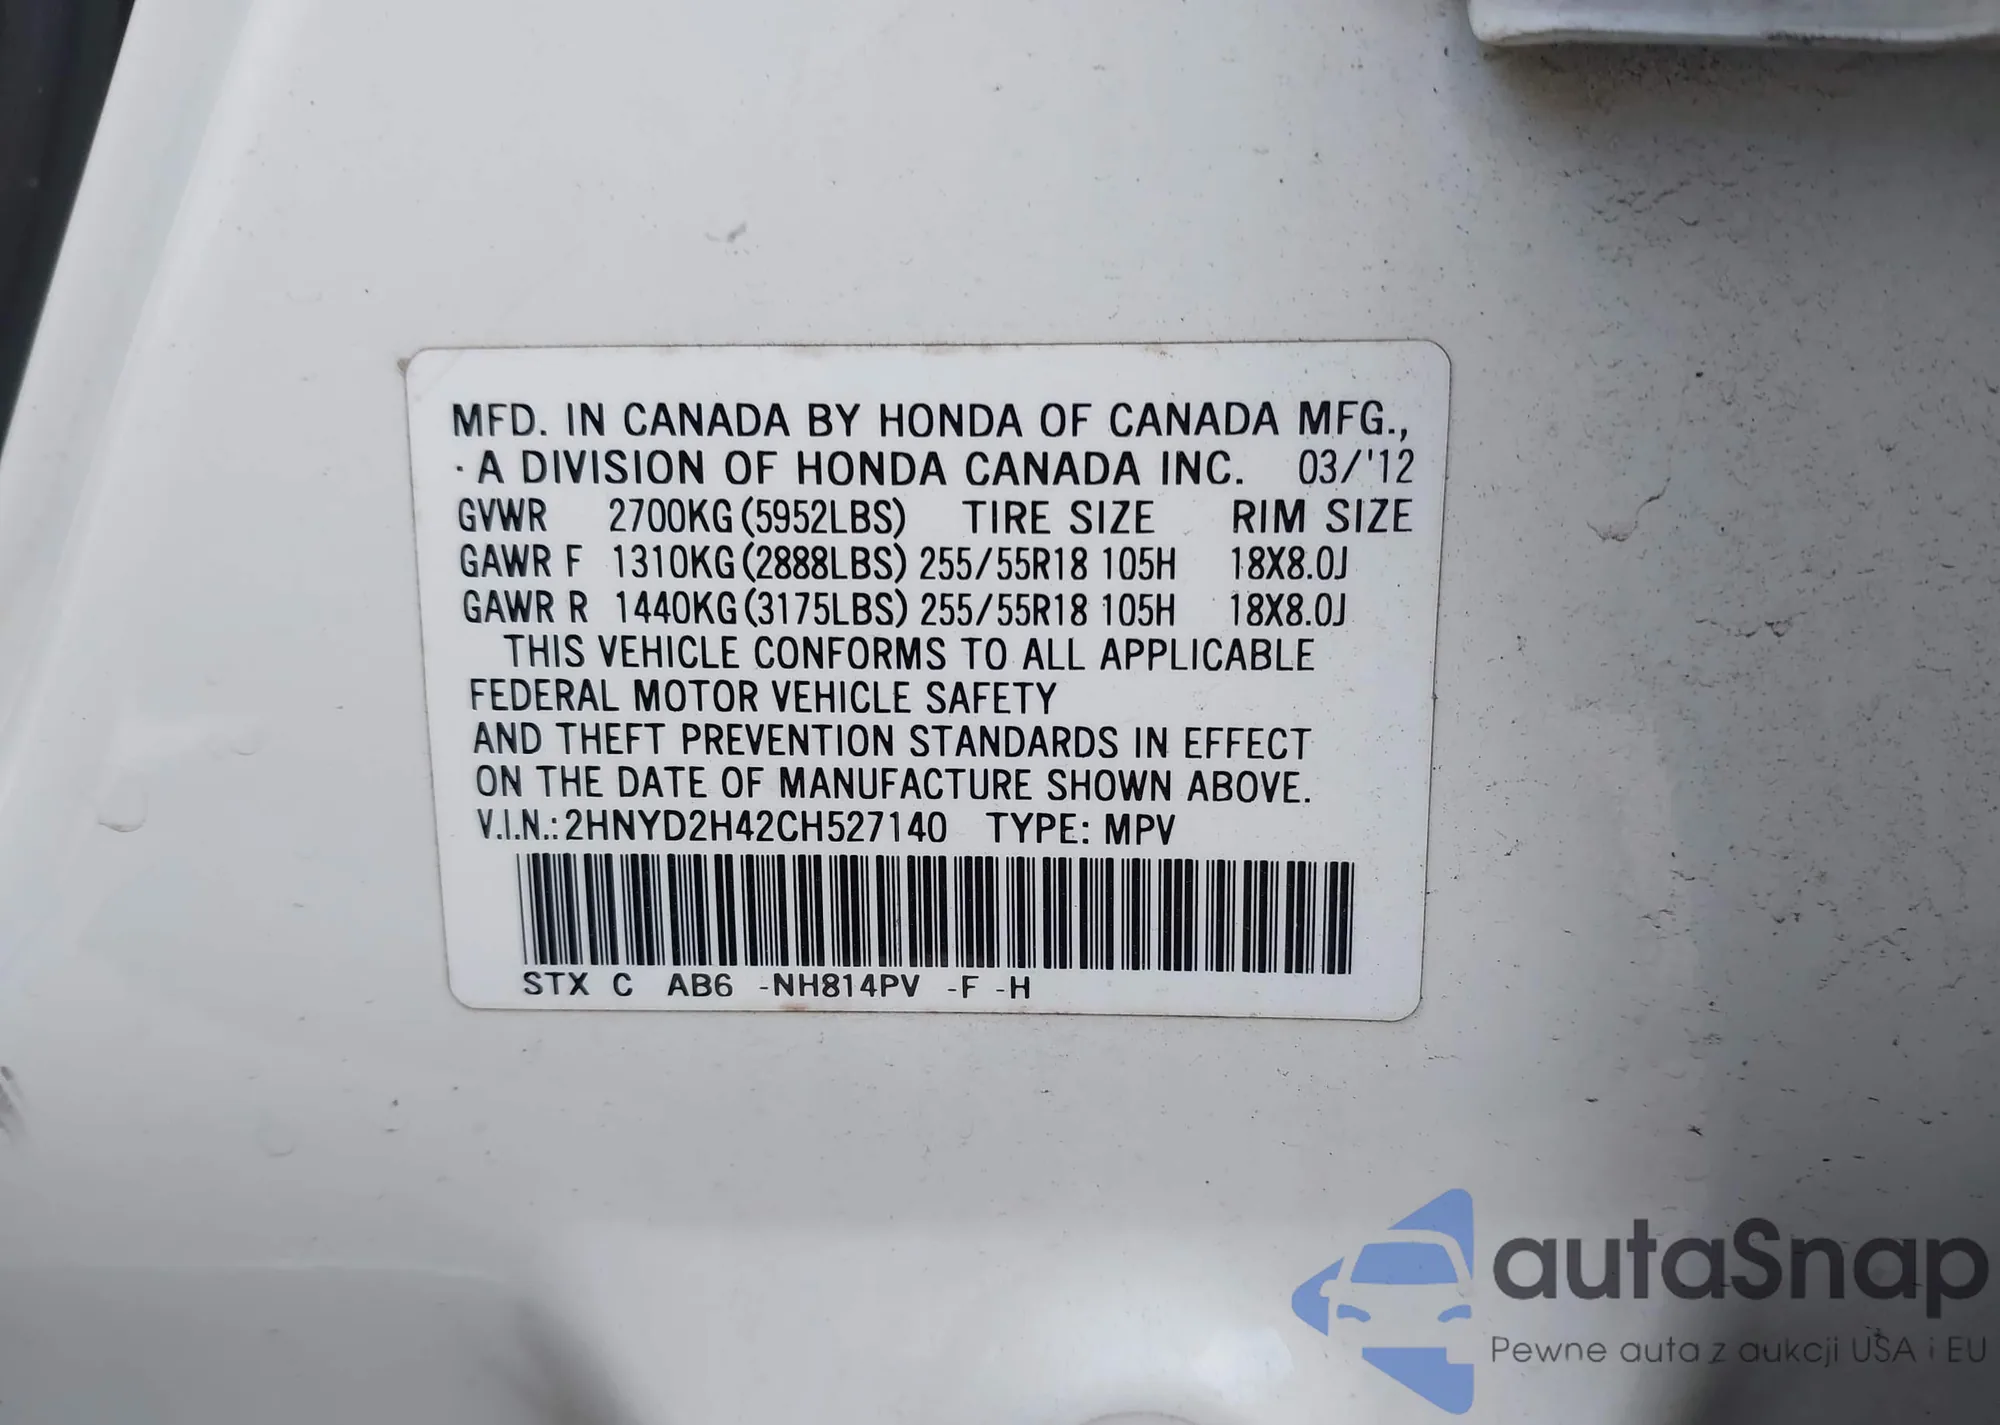 MFD. IN CANADA BY HONDA OF CANADA MFG.,
A DIVISION OF HONDA CANADA INC. 03/'12
GVWR 2700KG (5952LBS) TIRE SIZE RIM SIZE
GAWR F 1310KG (2888LBS) 255/55R18 105H 18X8.0J
GAWR R 1440KG (3175LBS) 255/55R18 105H 18X8.0J
THIS VEHICLE CONFORMS TO ALL APPLICABLE
FEDERAL MOTOR VEHICLE SAFETY
AND THEFT PREVENTION STANDARDS IN EFFECT
ON THE DATE OF MANUFACTURE SHOWN ABOVE.
V.I.N.: 2HNYD2H42CH527140 TYPE: MPV
STX C AB6 -NH814PV -F -H
autoSnap
Pewne auta z aukcji USA i EU